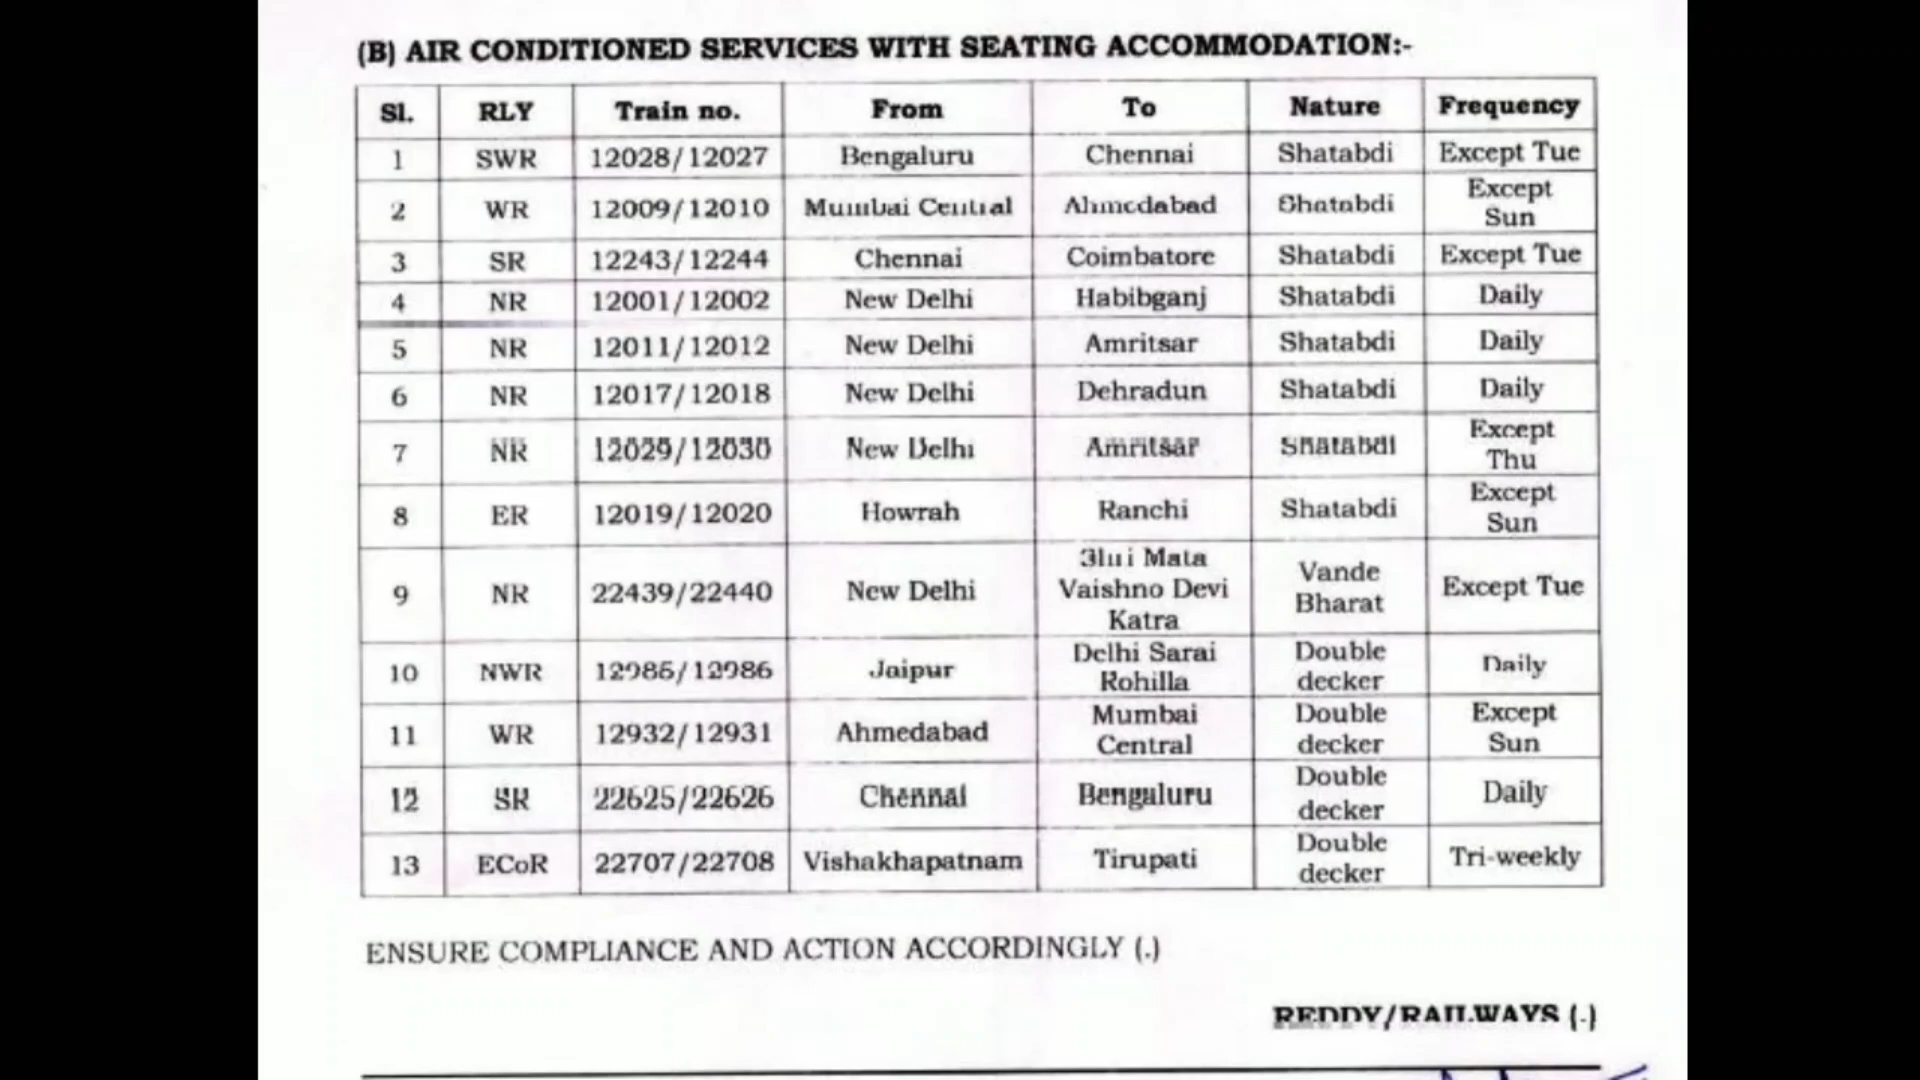 (B) AIR CONDITIONED SERVICES WITH SEATING ACCOMMODATION:-
Sl. RLY Train no. From To Nature Frequency
1 SWR 12028/12027 Bengaluru Chennai Shatabdi Except Tue
2 WR 12009/12010 Mumbai Central Ahmedabad Shatabdi Except Sun
3 SR 12243/12244 Chennai Coimbatore Shatabdi Except Tue
4 NR 12001/12002 New Delhi Habibganj Shatabdi Daily
5 NR 12011/12012 New Delhi Amritsar Shatabdi Daily
6 NR 12017/12018 New Delhi Dehradun Shatabdi Daily
7 NR 12029/12030 New Delhi Amritsar Shatabdi Except Thu
8 ER 12019/12020 Howrah Ranchi Shatabdi Except Sun
9 NR 22439/22440 New Delhi Shri Mata Vaishno Devi Katra Vande Bharat Except Tue
10 NWR 12985/12986 Jaipur Delhi Sarai Rohilla Double decker Daily
11 WR 12932/12931 Ahmedabad Mumbai Central Double decker Except Sun
12 SR 22625/22626 Chennai Bengaluru Double decker Daily
13 ECoR 22707/22708 Vishakhapatnam Tirupati Double decker Tri-weekly
ENSURE COMPLIANCE AND ACTION ACCORDINGLY (.)
REDDY/RAILWAYS (.)